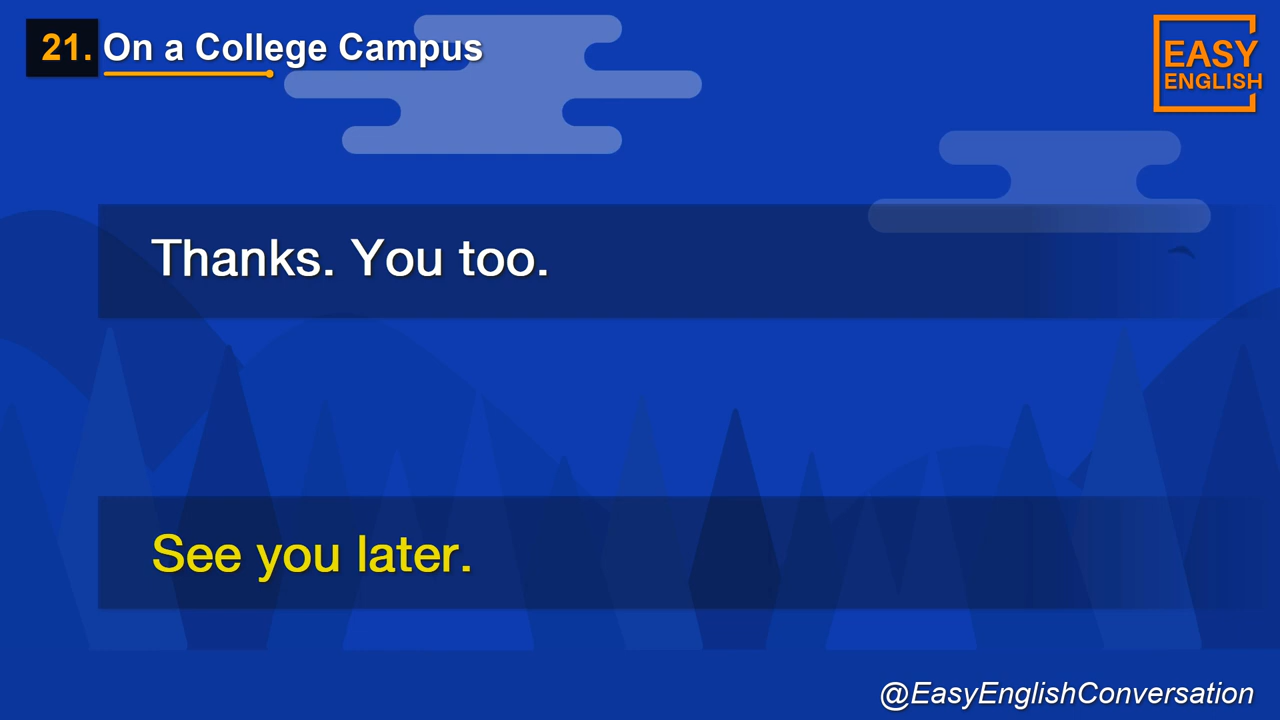 21. On a College Campus
EASY
ENGLISH
Thanks. You too.
See you later.
@EasyEnglishConversation